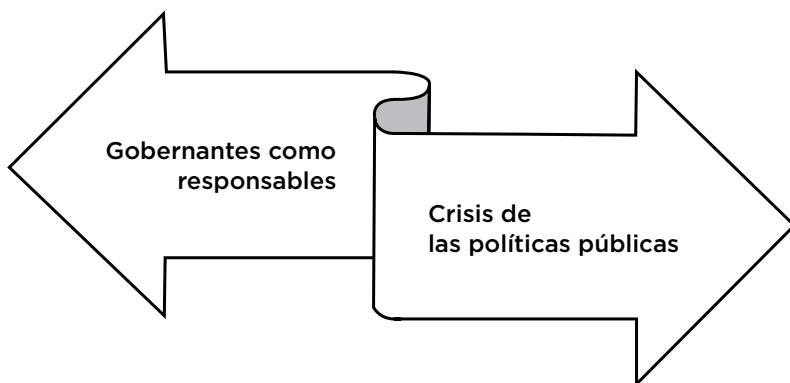 Gobernantes como
responsables
Crisis de
las políticas públicas